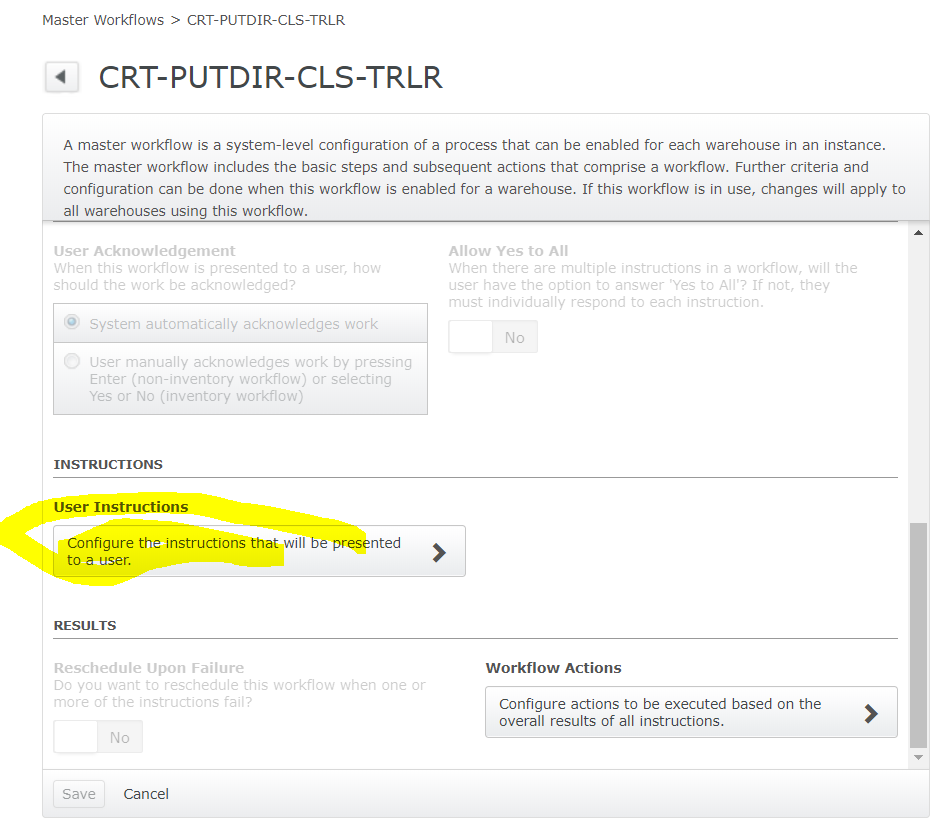 Master Workflows > CRT-PUTDIR-CLS-TRLR
CRT-PUTDIR-CLS-TRLR
A master workflow is a system-level configuration of a process that can be enabled for each warehouse in an instance.
The master workflow includes the basic steps and subsequent actions that comprise a workflow. Further criteria and
configuration can be done when this workflow is enabled for a warehouse. If this workflow is in use, changes will apply to
all warehouses using this workflow.
User Acknowledgement
When this workflow is presented to a user, how
should the work be acknowledged?
System automatically acknowledges work
User manually acknowledges work by pressing
Enter (non-inventory workflow) or selecting
Yes or No (inventory workflow)
Allow Yes to All
When there are multiple instructions in a workflow, will the
user have the option to answer 'Yes to All'? If not, they
must individually respond to each instruction.
No
INSTRUCTIONS
User Instructions
Configure the instructions that will be presented
to a user.
RESULTS
Reschedule Upon Failure
Do you want to reschedule this workflow when one or
more of the instructions fail?
No
Workflow Actions
Configure actions to be executed based on the
overall results of all instructions.
Save
Cancel